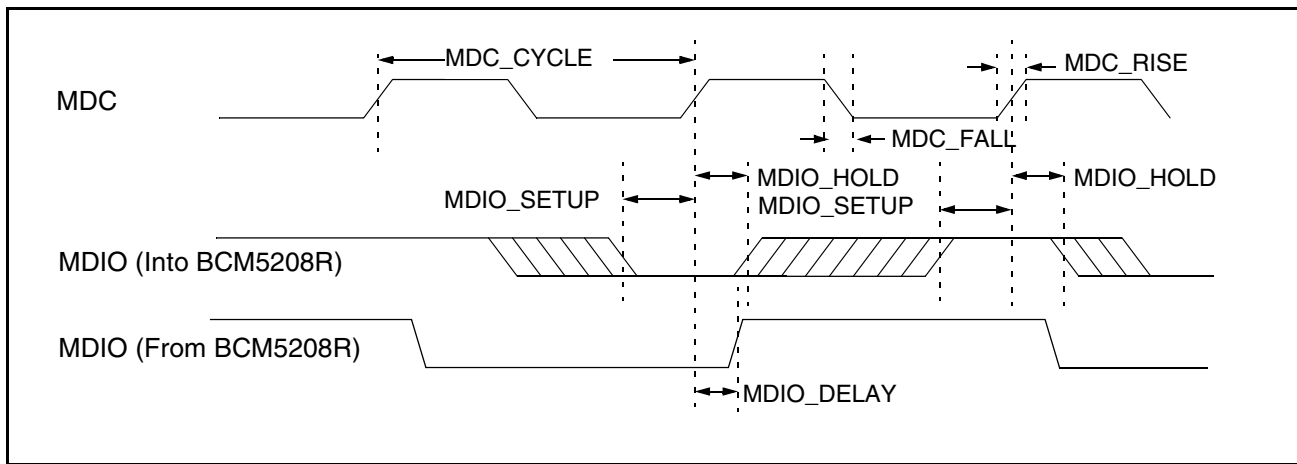 MDC_CYCLE
MDC_RISE
MDC
MDC_FALL
MDIO_HOLD
MDIO_HOLD
MDIO_SETUP
MDIO_SETUP
MDIO (Into BCM5208R)
MDIO (From BCM5208R)
MDIO_DELAY